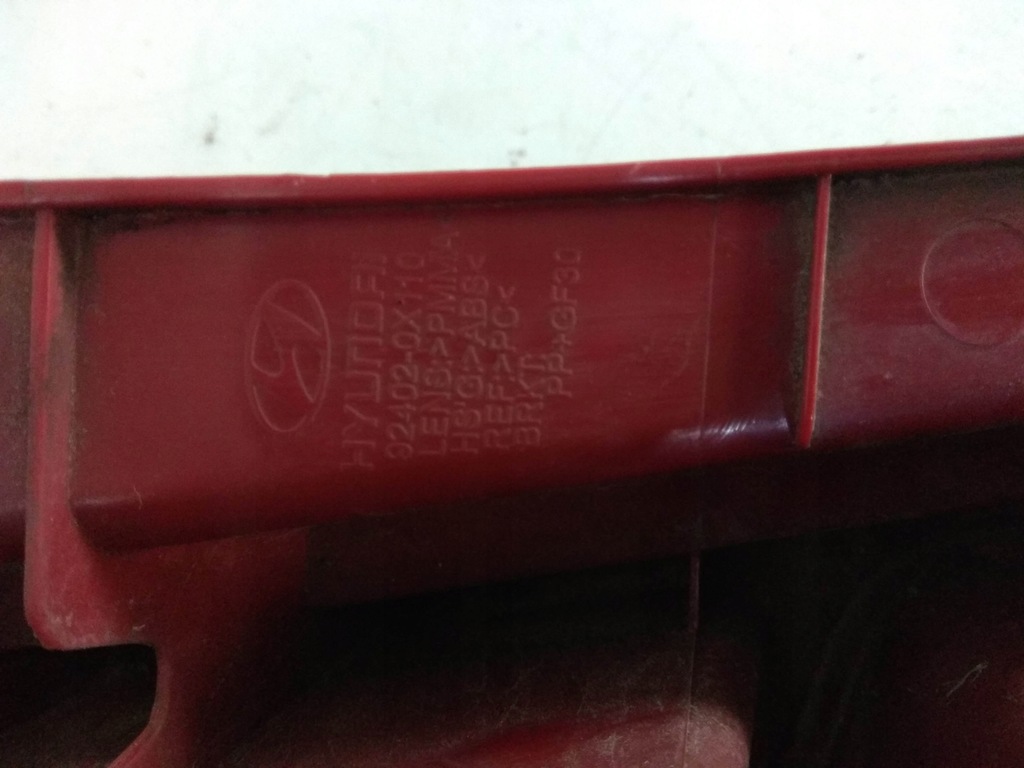 HYUNDAI
92402-0X110
LENS:>PMMA<
HSG:>ABS<
REF:>PC<
BRKT:
PP+GF30